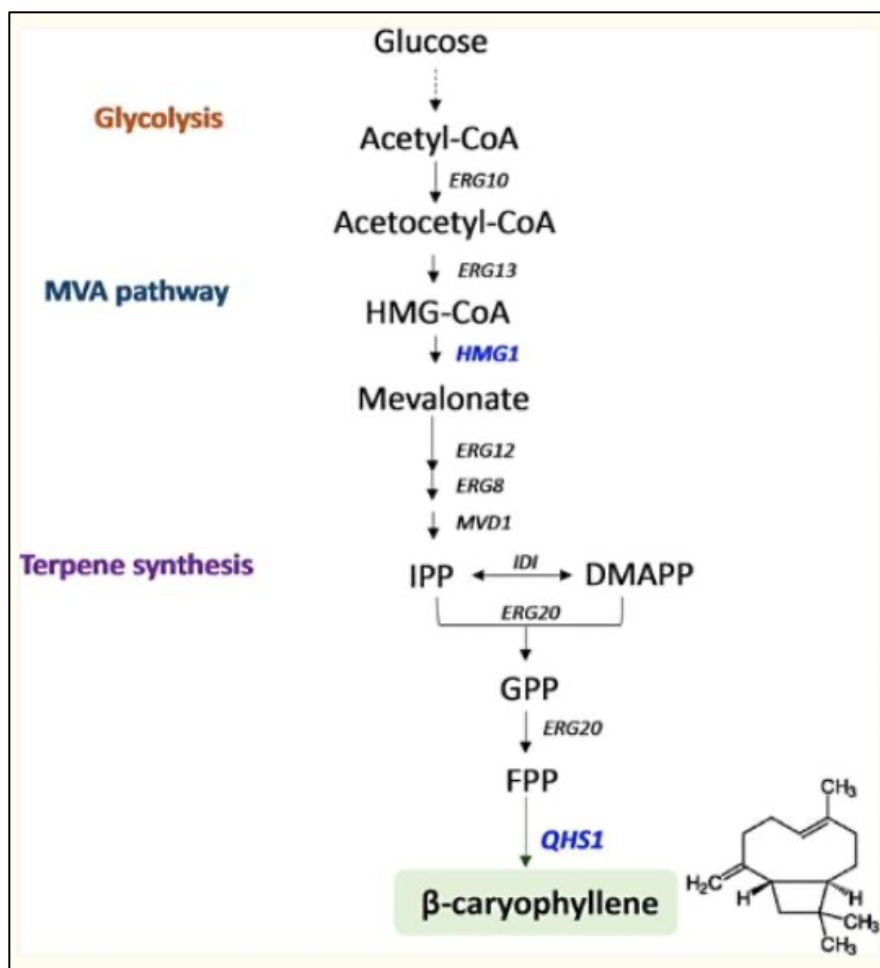 Glucose
Glycolysis
Acetyl-CoA
ERG10
Acetocetyl-CoA
ERG13
MVA pathway
HMG-CoA
HMG1
Mevalonate
ERG12
ERG8
MVD1
Terpene synthesis
IPP IDI DMAPP
ERG20
GPP
ERG20
FPP
QHS1
β-caryophyllene
CH₃
H₂C
H
H
CH₃
CH₃